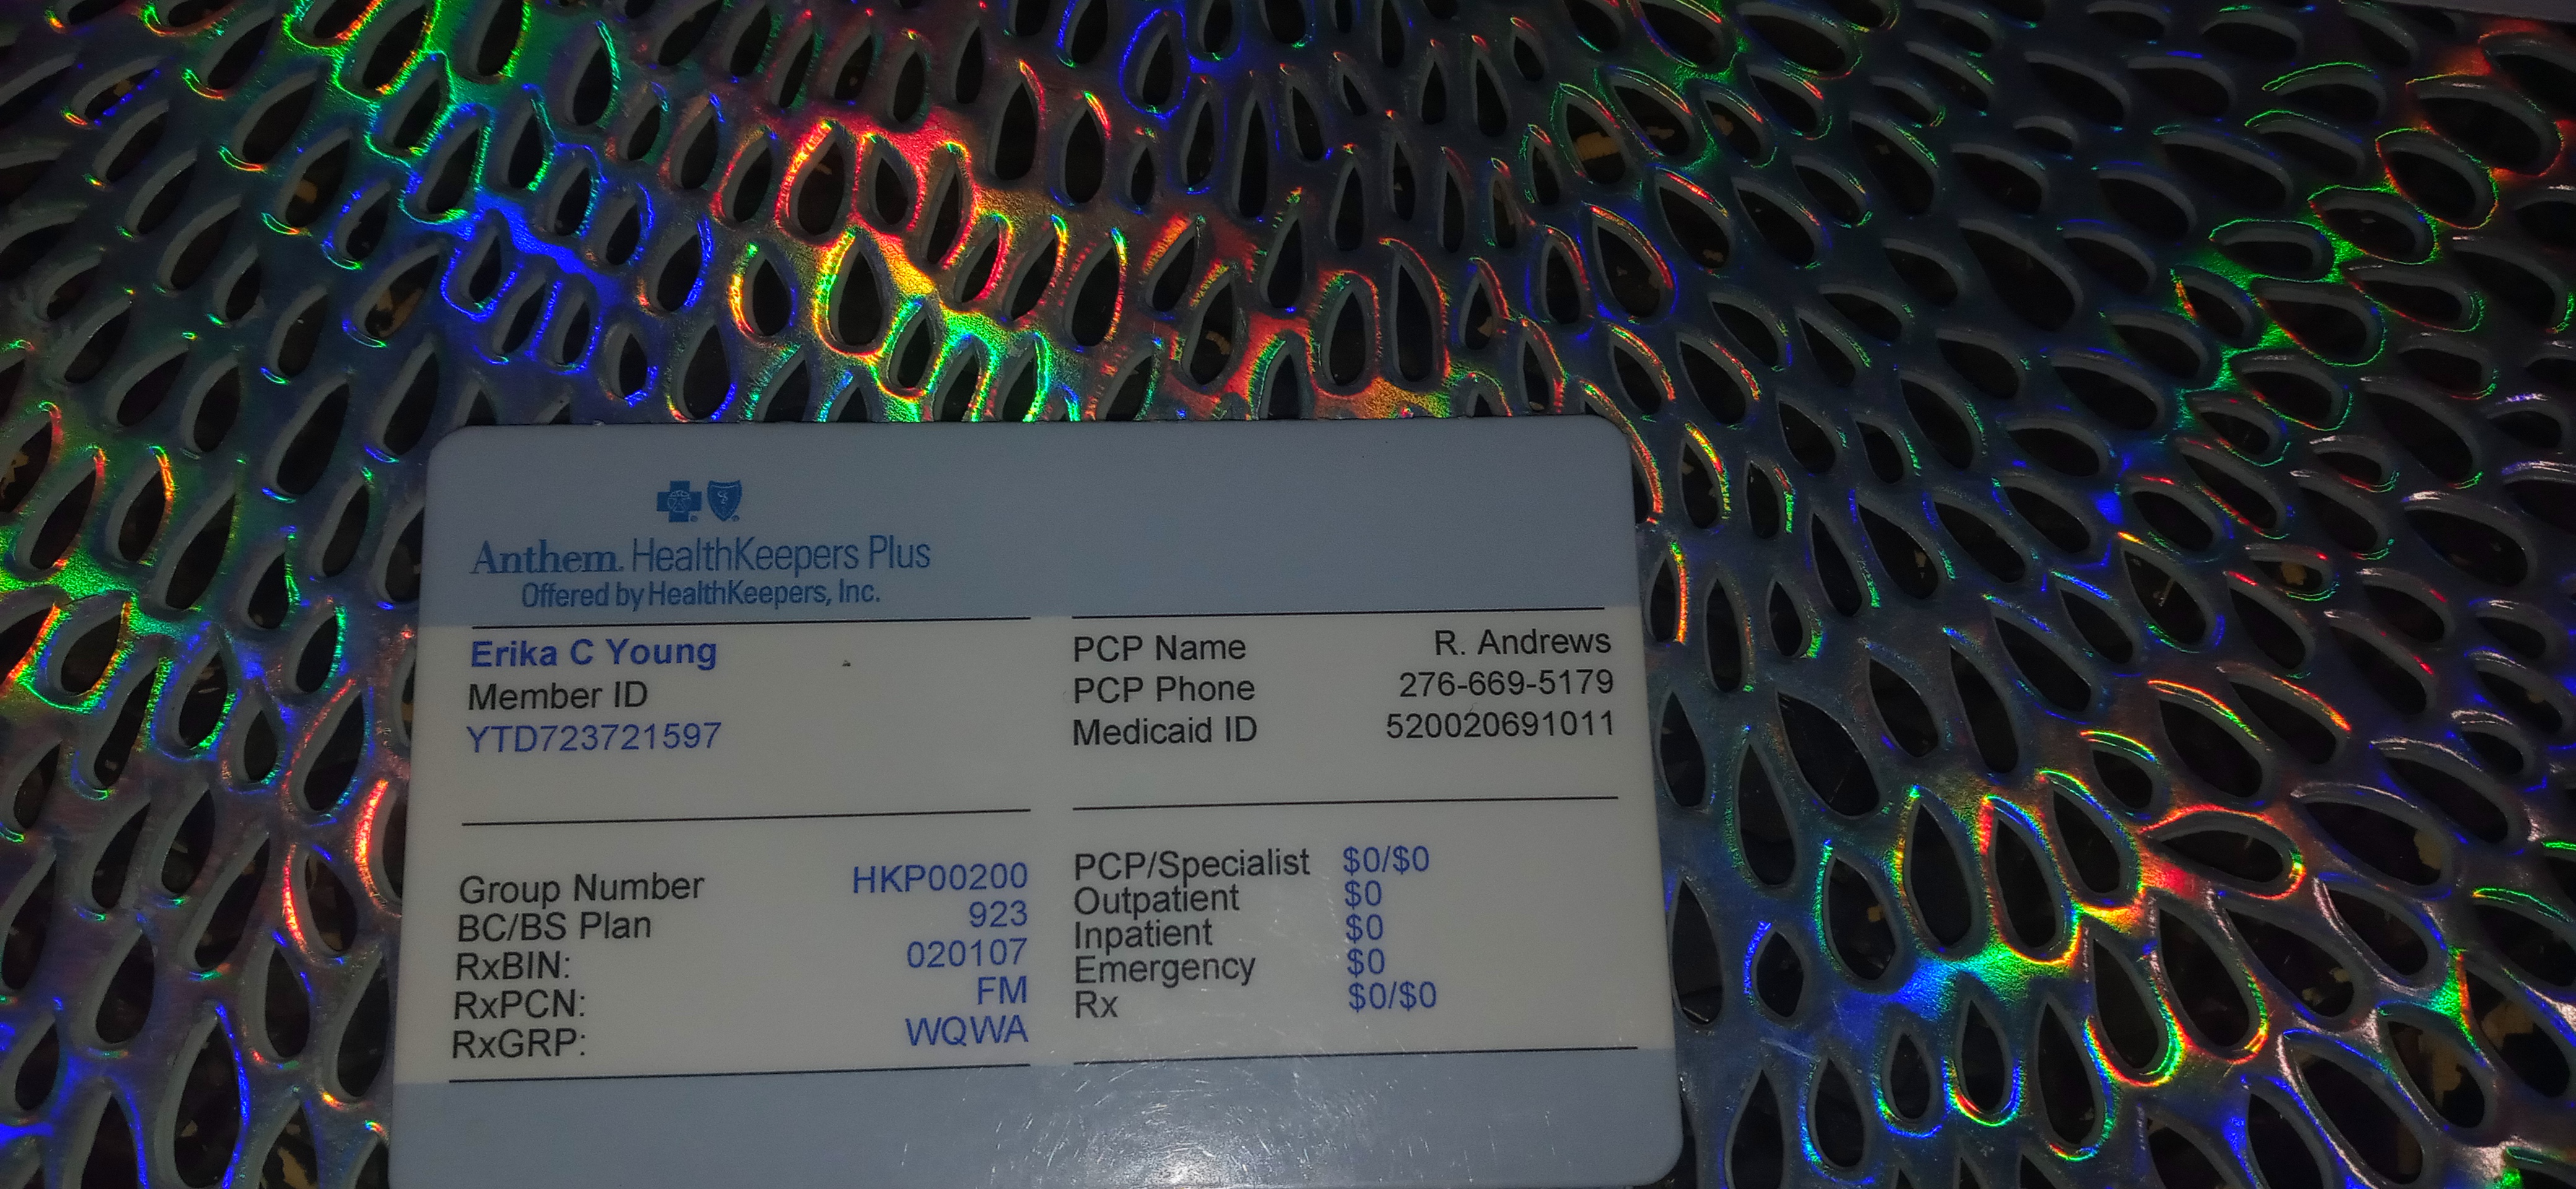 Anthem HealthKeepers Plus
Offered by HealthKeepers, Inc.
Erika C Young
Member ID
YTD723721597
PCP Name R. Andrews
PCP Phone 276-669-5179
Medicaid ID 520020691011
Group Number HKP00200
BC/BS Plan 923
RxBIN: 020107
RxPCN: FM
RxGRP: WQWA
PCP/Specialist $0/$0
Outpatient $0
Inpatient $0
Emergency $0
Rx $0/$0